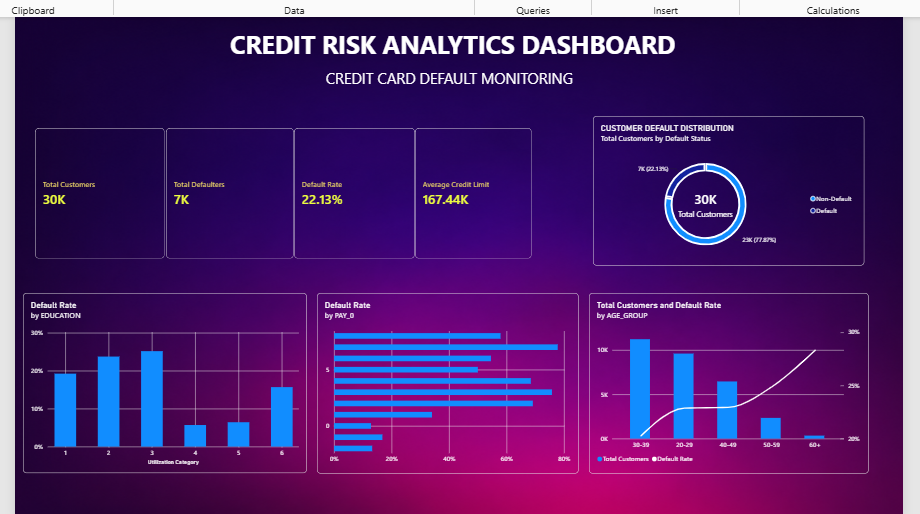 Clipboard
Data
Queries
Insert
Calculations
CREDIT RISK ANALYTICS DASHBOARD
CREDIT CARD DEFAULT MONITORING
Total Customers
30K
Total Defaulters
7K
Default Rate
22.13%
Average Credit Limit
167.44K
CUSTOMER DEFAULT DISTRIBUTION
Total Customers by Default Status
7K (22.13%)
30K
Total Customers
23K (77.87%)
Non-Default
Default
Default Rate
by EDUCATION
30%
20%
10%
0%
1 2 3 4 5 6
Utilization Category
Default Rate
by PAY_0
5
0
0% 20% 40% 60% 80%
Total Customers and Default Rate
by AGE_GROUP
10K
5K
0K
30%
25%
20%
30-39 20-29 40-49 50-59 60+
Total Customers Default Rate